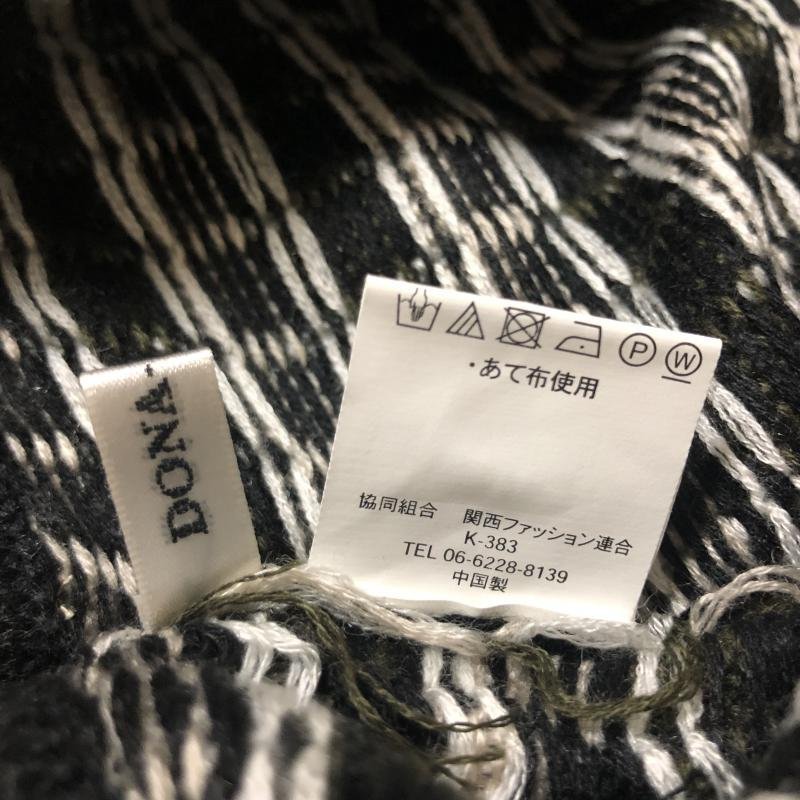 DONA
P W
・あて布使用
協同組合 関西ファッション連合
K-383
TEL 06-6228-8139
中国製